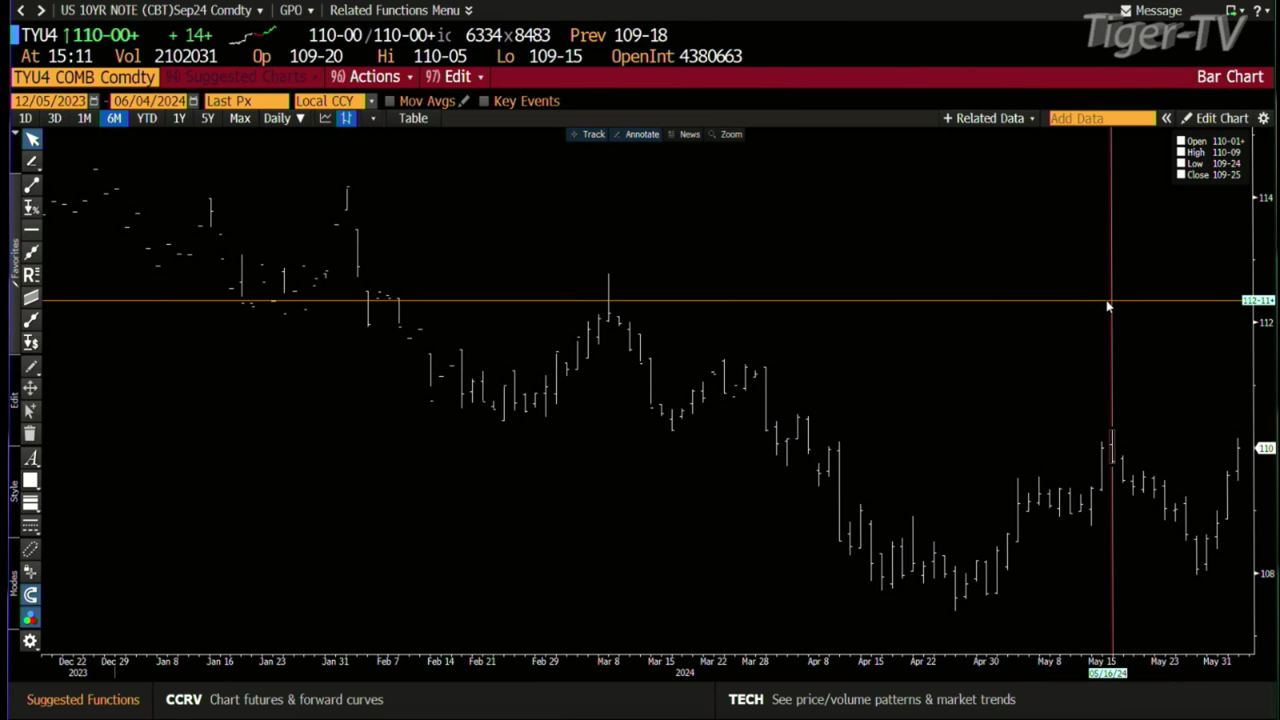 US 10YR NOTE (CBT)Sep24 Comdty GPO Related Functions Menu Message
Tiger-TV
TYU4 ↑110-00+ + 14+ 110-00/110-00+ic 6334x8483 Prev 109-18
At 15:11 Vol 2102031 Op 109-20 Hi 110-05 Lo 109-15 OpenInt 4380663
TYU4 COMB Comdty 94) Suggested Charts 96) Actions 97) Edit Bar Chart
12/05/2023 - 06/04/2024 Last Px Local CCY Mov Avgs Key Events
1D 3D 1M 6M YTD 1Y 5Y Max Daily Table + Related Data Add Data Edit Chart
Track Annotate News Zoom
Open 110-01+
High 110-09
Low 109-24
Close 109-25
114
112-11+
112
110
108
Favorites
Edit
Style
Modes
Dec 22 Dec 29 Jan 8 Jan 16 Jan 23 Jan 31 Feb 7 Feb 14 Feb 21 Feb 29 Mar 8 Mar 15 Mar 22 Mar 28 Apr 8 Apr 15 Apr 22 Apr 30 May 8 May 15 May 23 May 31
2023 2024 05/16/24
Suggested Functions CCRV Chart futures & forward curves TECH See price/volume patterns & market trends